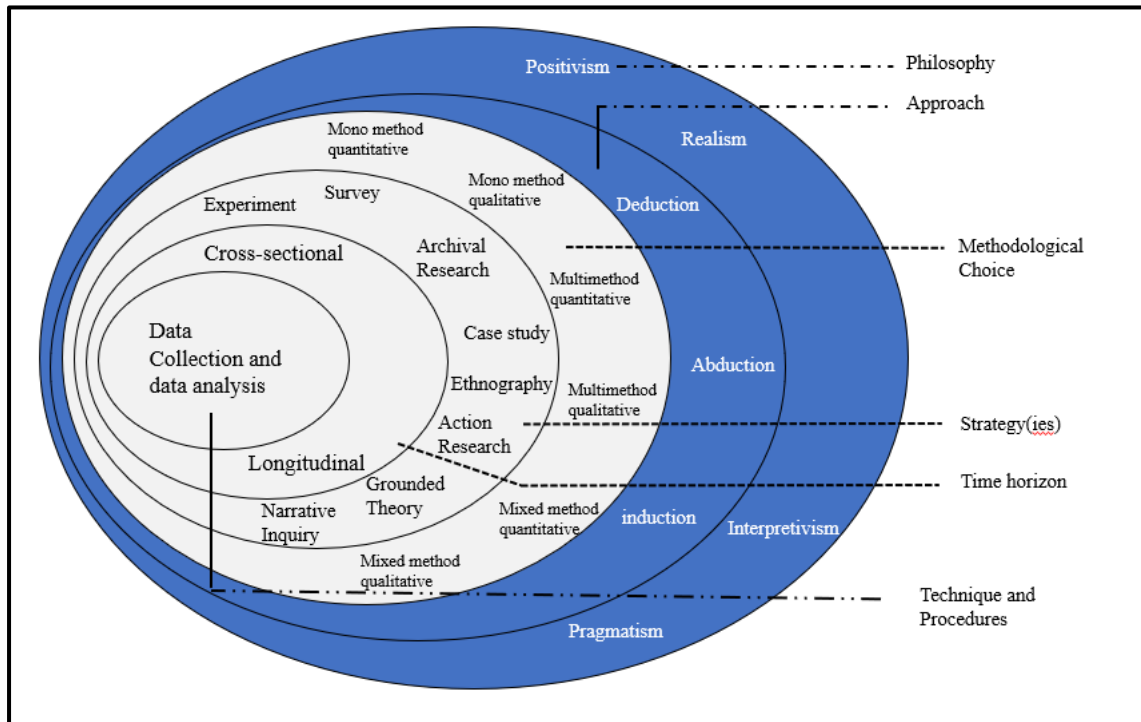 Positivism
Philosophy
Approach
Realism
Mono method
quantitative
Mono method
qualitative
Deduction
Survey
Experiment
Cross-sectional
Archival
Research
Methodological
Choice
Multimethod
quantitative
Data
Collection and
data analysis
Case study
Abduction
Ethnography
Multimethod
qualitative
Action
Research
Strategy(ies)
Longitudinal
Time horizon
Grounded
Theory
Narrative
Inquiry
Mixed method
quantitative
induction
Interpretivism
Mixed method
qualitative
Technique and
Procedures
Pragmatism